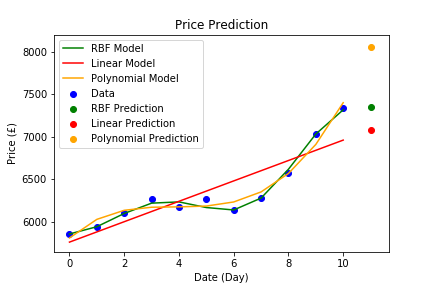 Price Prediction
RBF Model
Linear Model
Polynomial Model
Data
RBF Prediction
Linear Prediction
Polynomial Prediction
Price (£)
8000
7500
7000
6500
6000
0 2 4 6 8 10
Date (Day)